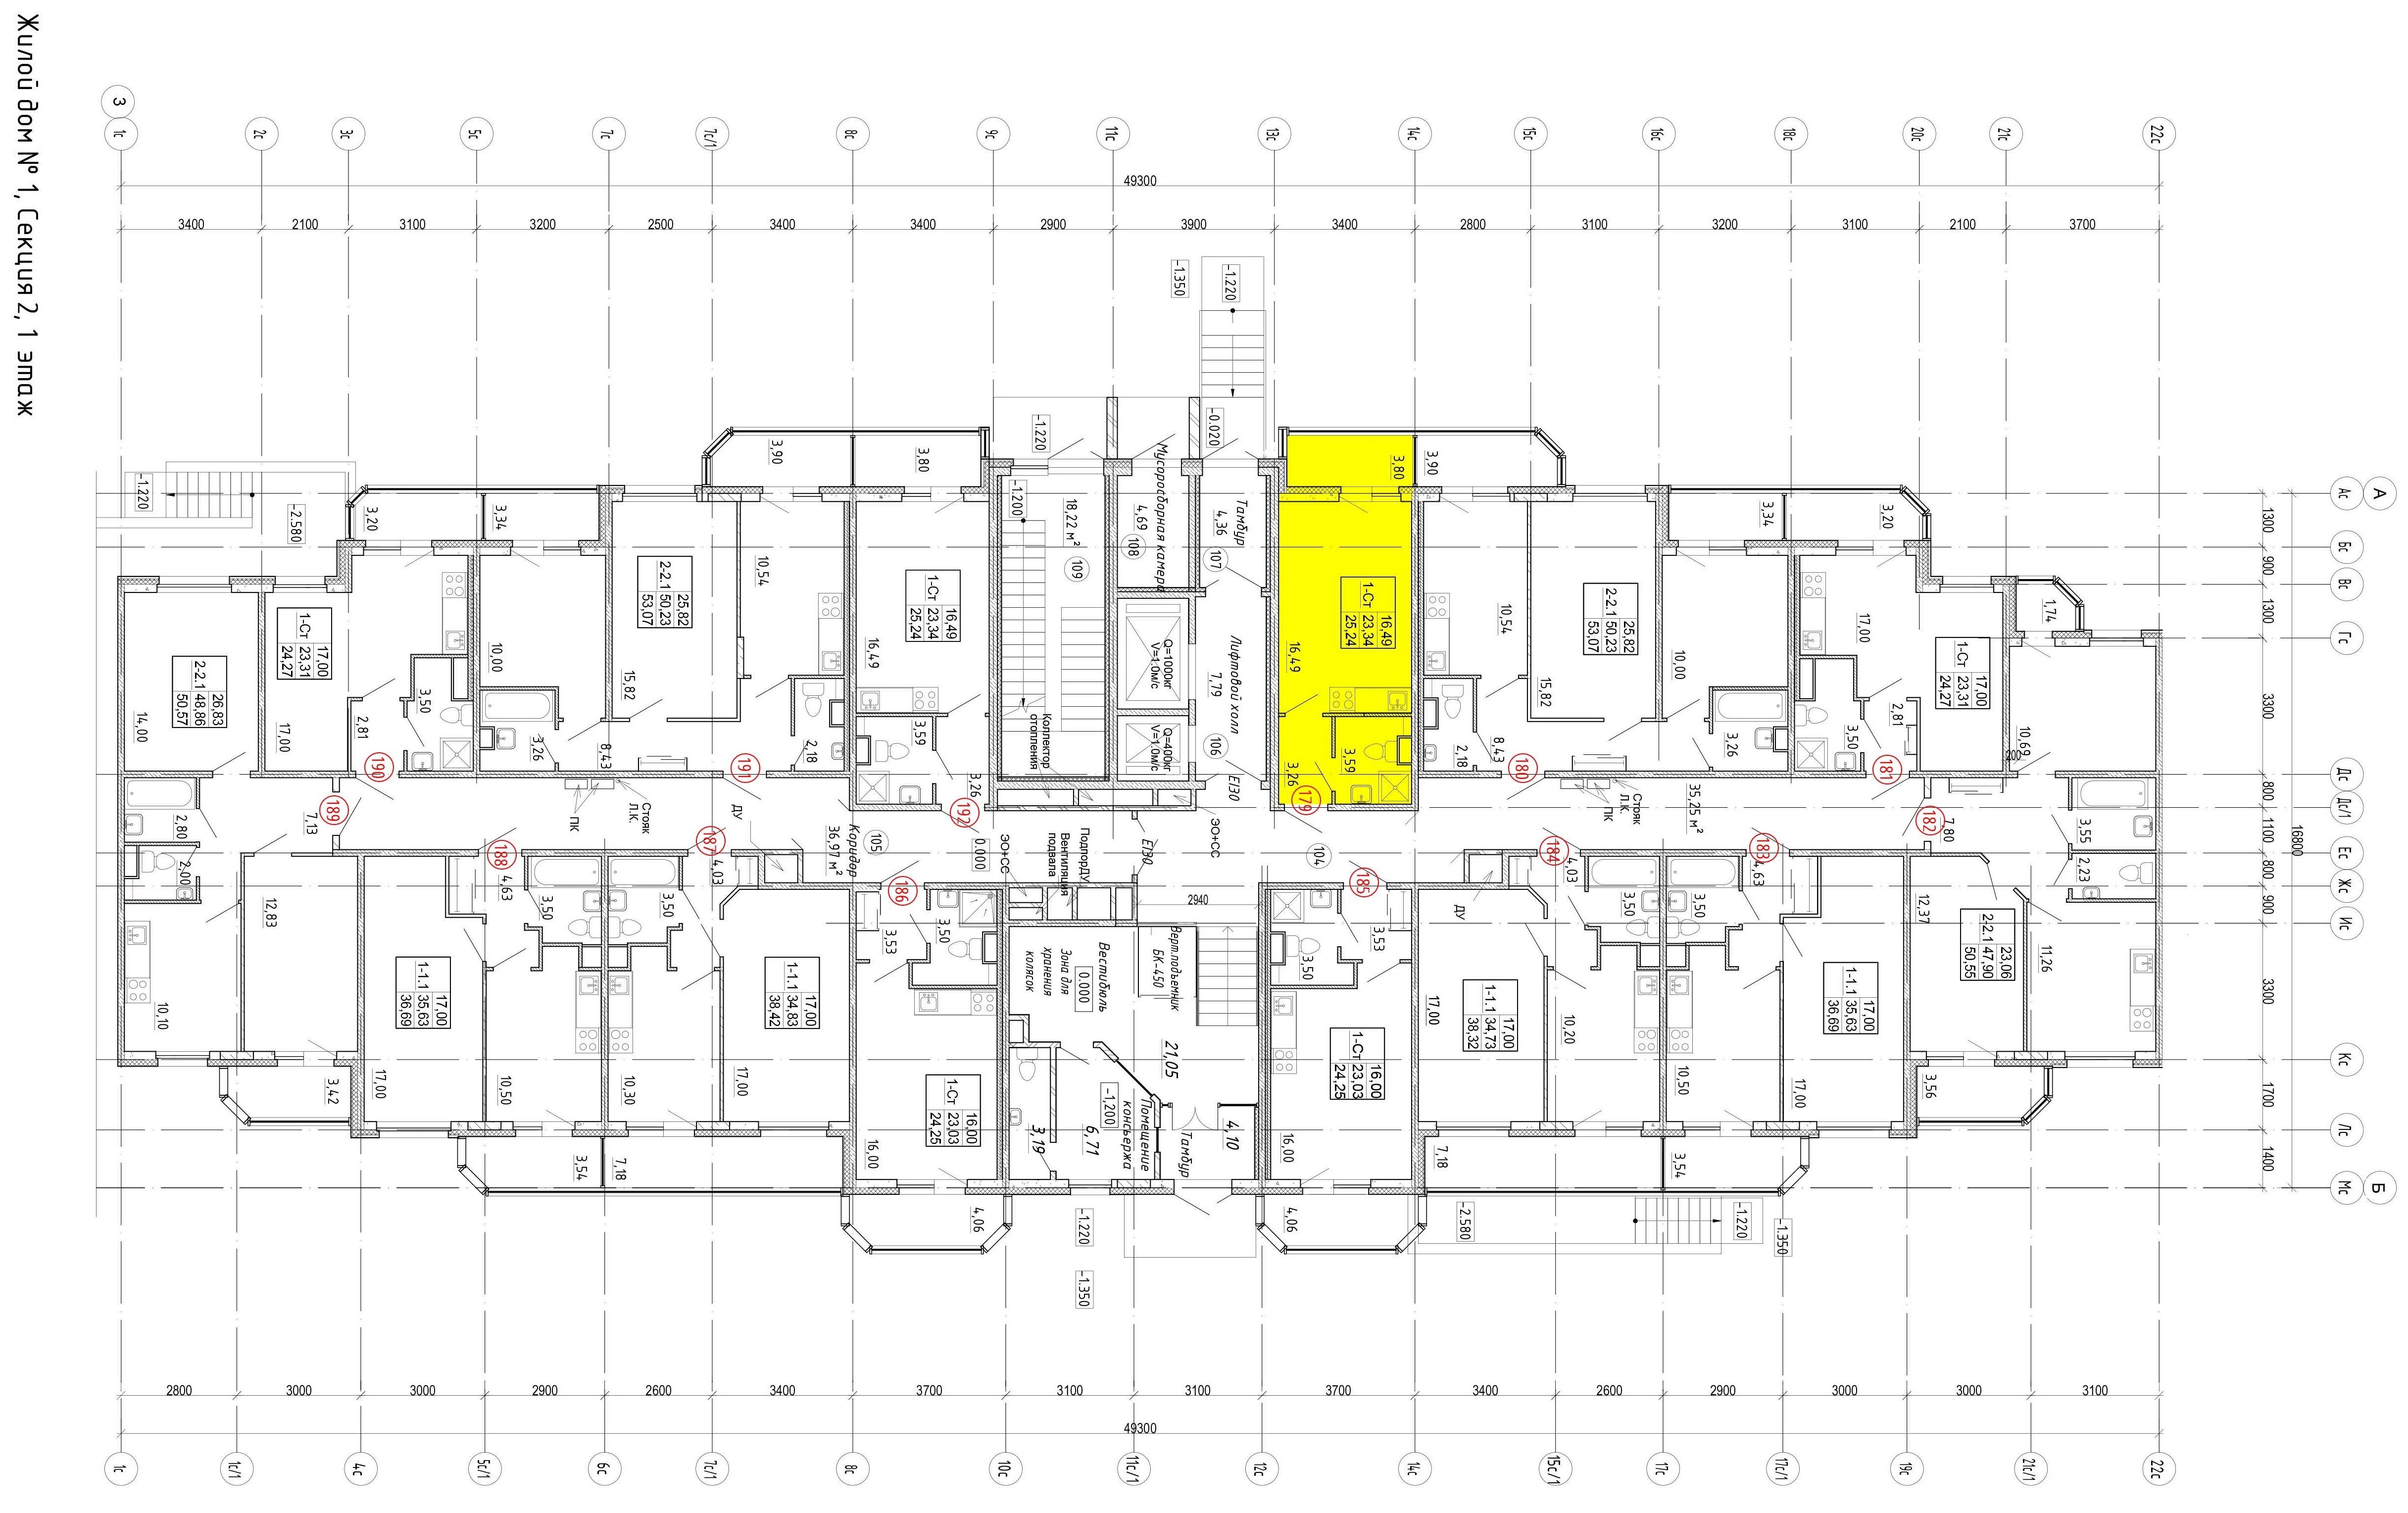 Жилой дом № 1, Секция 2, 1 этаж
3
1с
2с
3с
5с
7с
7с/1
8с
9с
11с
13с
14с
15с
16с
18с
20с
21с
22с
49300
3400
2100
3100
3200
2500
3400
3400
2900
3900
3400
2800
3100
3200
3100
2100
3700
А
Ас
Бс
Вс
Гс
Дс
Дс/1
Ес
Жс
Ис
Кс
Лс
Мс
Б
1300
900
1300
3300
800
1100
800
900
3300
1700
1400
16800
-1.350
-1.220
-0.020
-1.220
-1.200
-1.220
-2.580
3,20
3,34
3,90
3,80
3,80
3,90
3,34
3,20
1,74
18,22 м²
109
Мусоросборная камера
4,69
108
Тамбур
4,36
107
Лифтовой холл
7,79
106
Q=1000кг
V=1.0м/с
Q=400кг
V=1.0м/с
Коллектор
отопления
EI30
ЭО+СС
2-2.1
26,83
48,86
50,57
14,00
1-Ст
17,00
23,31
24,27
17,00
2,81
3,50
190
10,00
3,26
8,43
2-2.1
25,82
50,23
53,07
15,82
10,54
2,18
191
1-Ст
16,49
23,34
25,24
16,49
3,59
3,26
192
1-Ст
16,49
23,34
25,24
16,49
3,59
3,26
179
10,54
2,18
8,43
180
2-2.1
25,82
50,23
53,07
15,82
10,00
3,26
17,00
1-Ст
17,00
23,31
24,27
2,81
3,50
181
10,69
200
189
7,13
2,80
2,00
12,83
10,10
3,42
ПК
Стояк
Л.К.
ДУ
Коридор
36,97 м²
105
0.000
ЭО+СС
Вентиляция
подвала
ПодпорДУ
EI30
104
2940
35,25 м²
ПК
Стояк
Л.К.
ДУ
182
7,80
3,55
2,23
188
4,63
3,50
1-1.1
17,00
35,63
36,69
17,00
10,50
3,54
187
4,03
3,50
1-1.1
17,00
34,83
38,42
17,00
10,30
7,18
186
3,53
3,50
1-Ст
16,00
23,03
24,25
16,00
4,06
Вестибюль
0.000
Зона для
хранения
колясок
Верт.подъемник
БК-450
21,05
3,19
6,71
Помещение
консьержа
-1,200
Тамбур
4,10
-1.220
-1.350
185
3,53
3,50
1-Ст
16,00
23,03
24,25
16,00
4,06
184
4,03
3,50
1-1.1
17,00
34,73
38,32
17,00
10,20
7,18
183
4,63
3,50
1-1.1
17,00
35,63
36,69
10,50
17,00
3,54
2-2.1
23,06
47,90
50,55
12,37
11,26
3,56
-2.580
-1.220
-1.350
2800
3000
3000
2900
2600
3400
3700
3100
3100
3700
3400
2600
2900
3000
3000
3100
49300
1с
1с/1
4с
5с/1
6с
7с/1
8с
10с
11с/1
12с
14с
15с/1
17с
17с/1
19с
21с/1
22с